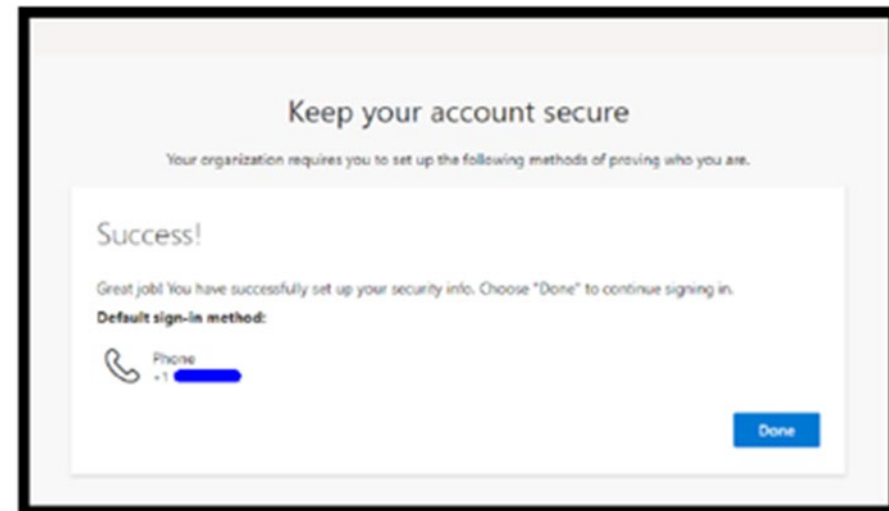 Keep your account secure
Your organization requires you to set up the following methods of proving who you are.
Success!
Great job! You have successfully set up your security info. Choose "Done" to continue signing in.
Default sign-in method:
Phone
+1
Done